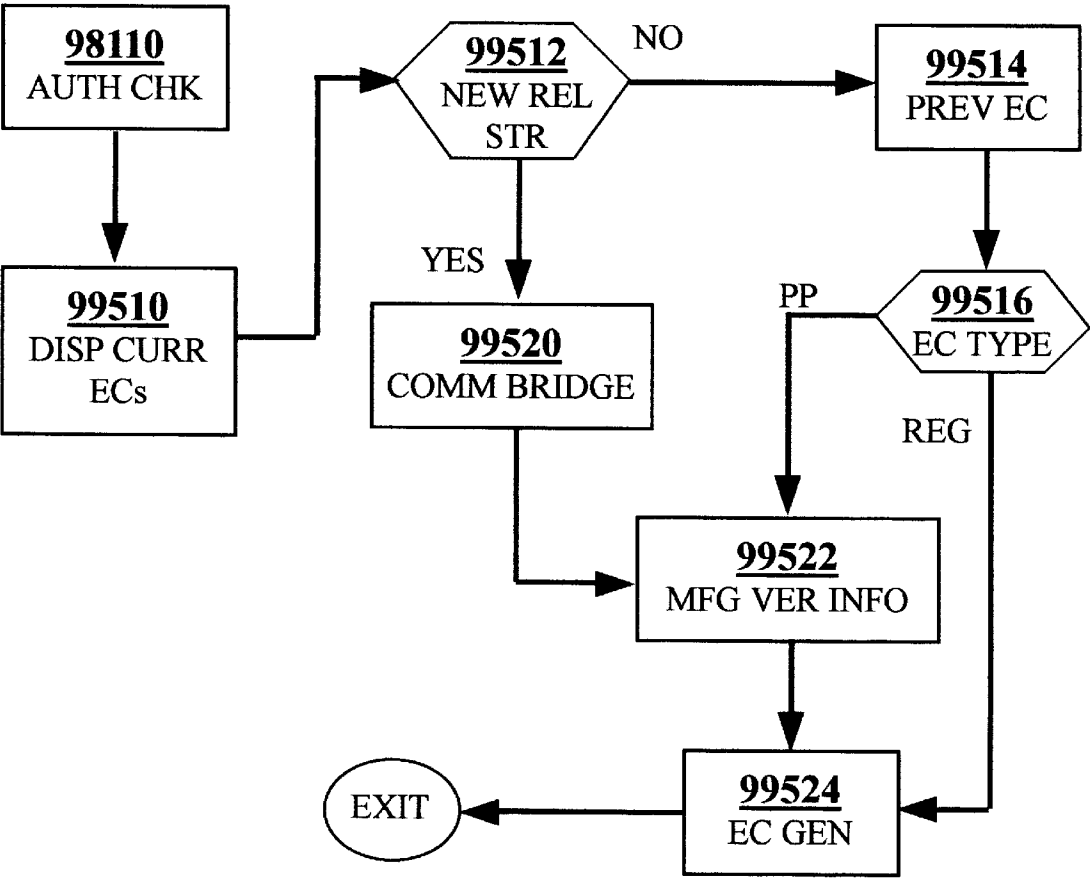 98110
AUTH CHK
99510
DISP CURR
ECs
99512
NEW REL
STR
NO
YES
99514
PREV EC
99516
EC TYPE
PP
REG
99520
COMM BRIDGE
99522
MFG VER INFO
99524
EC GEN
EXIT